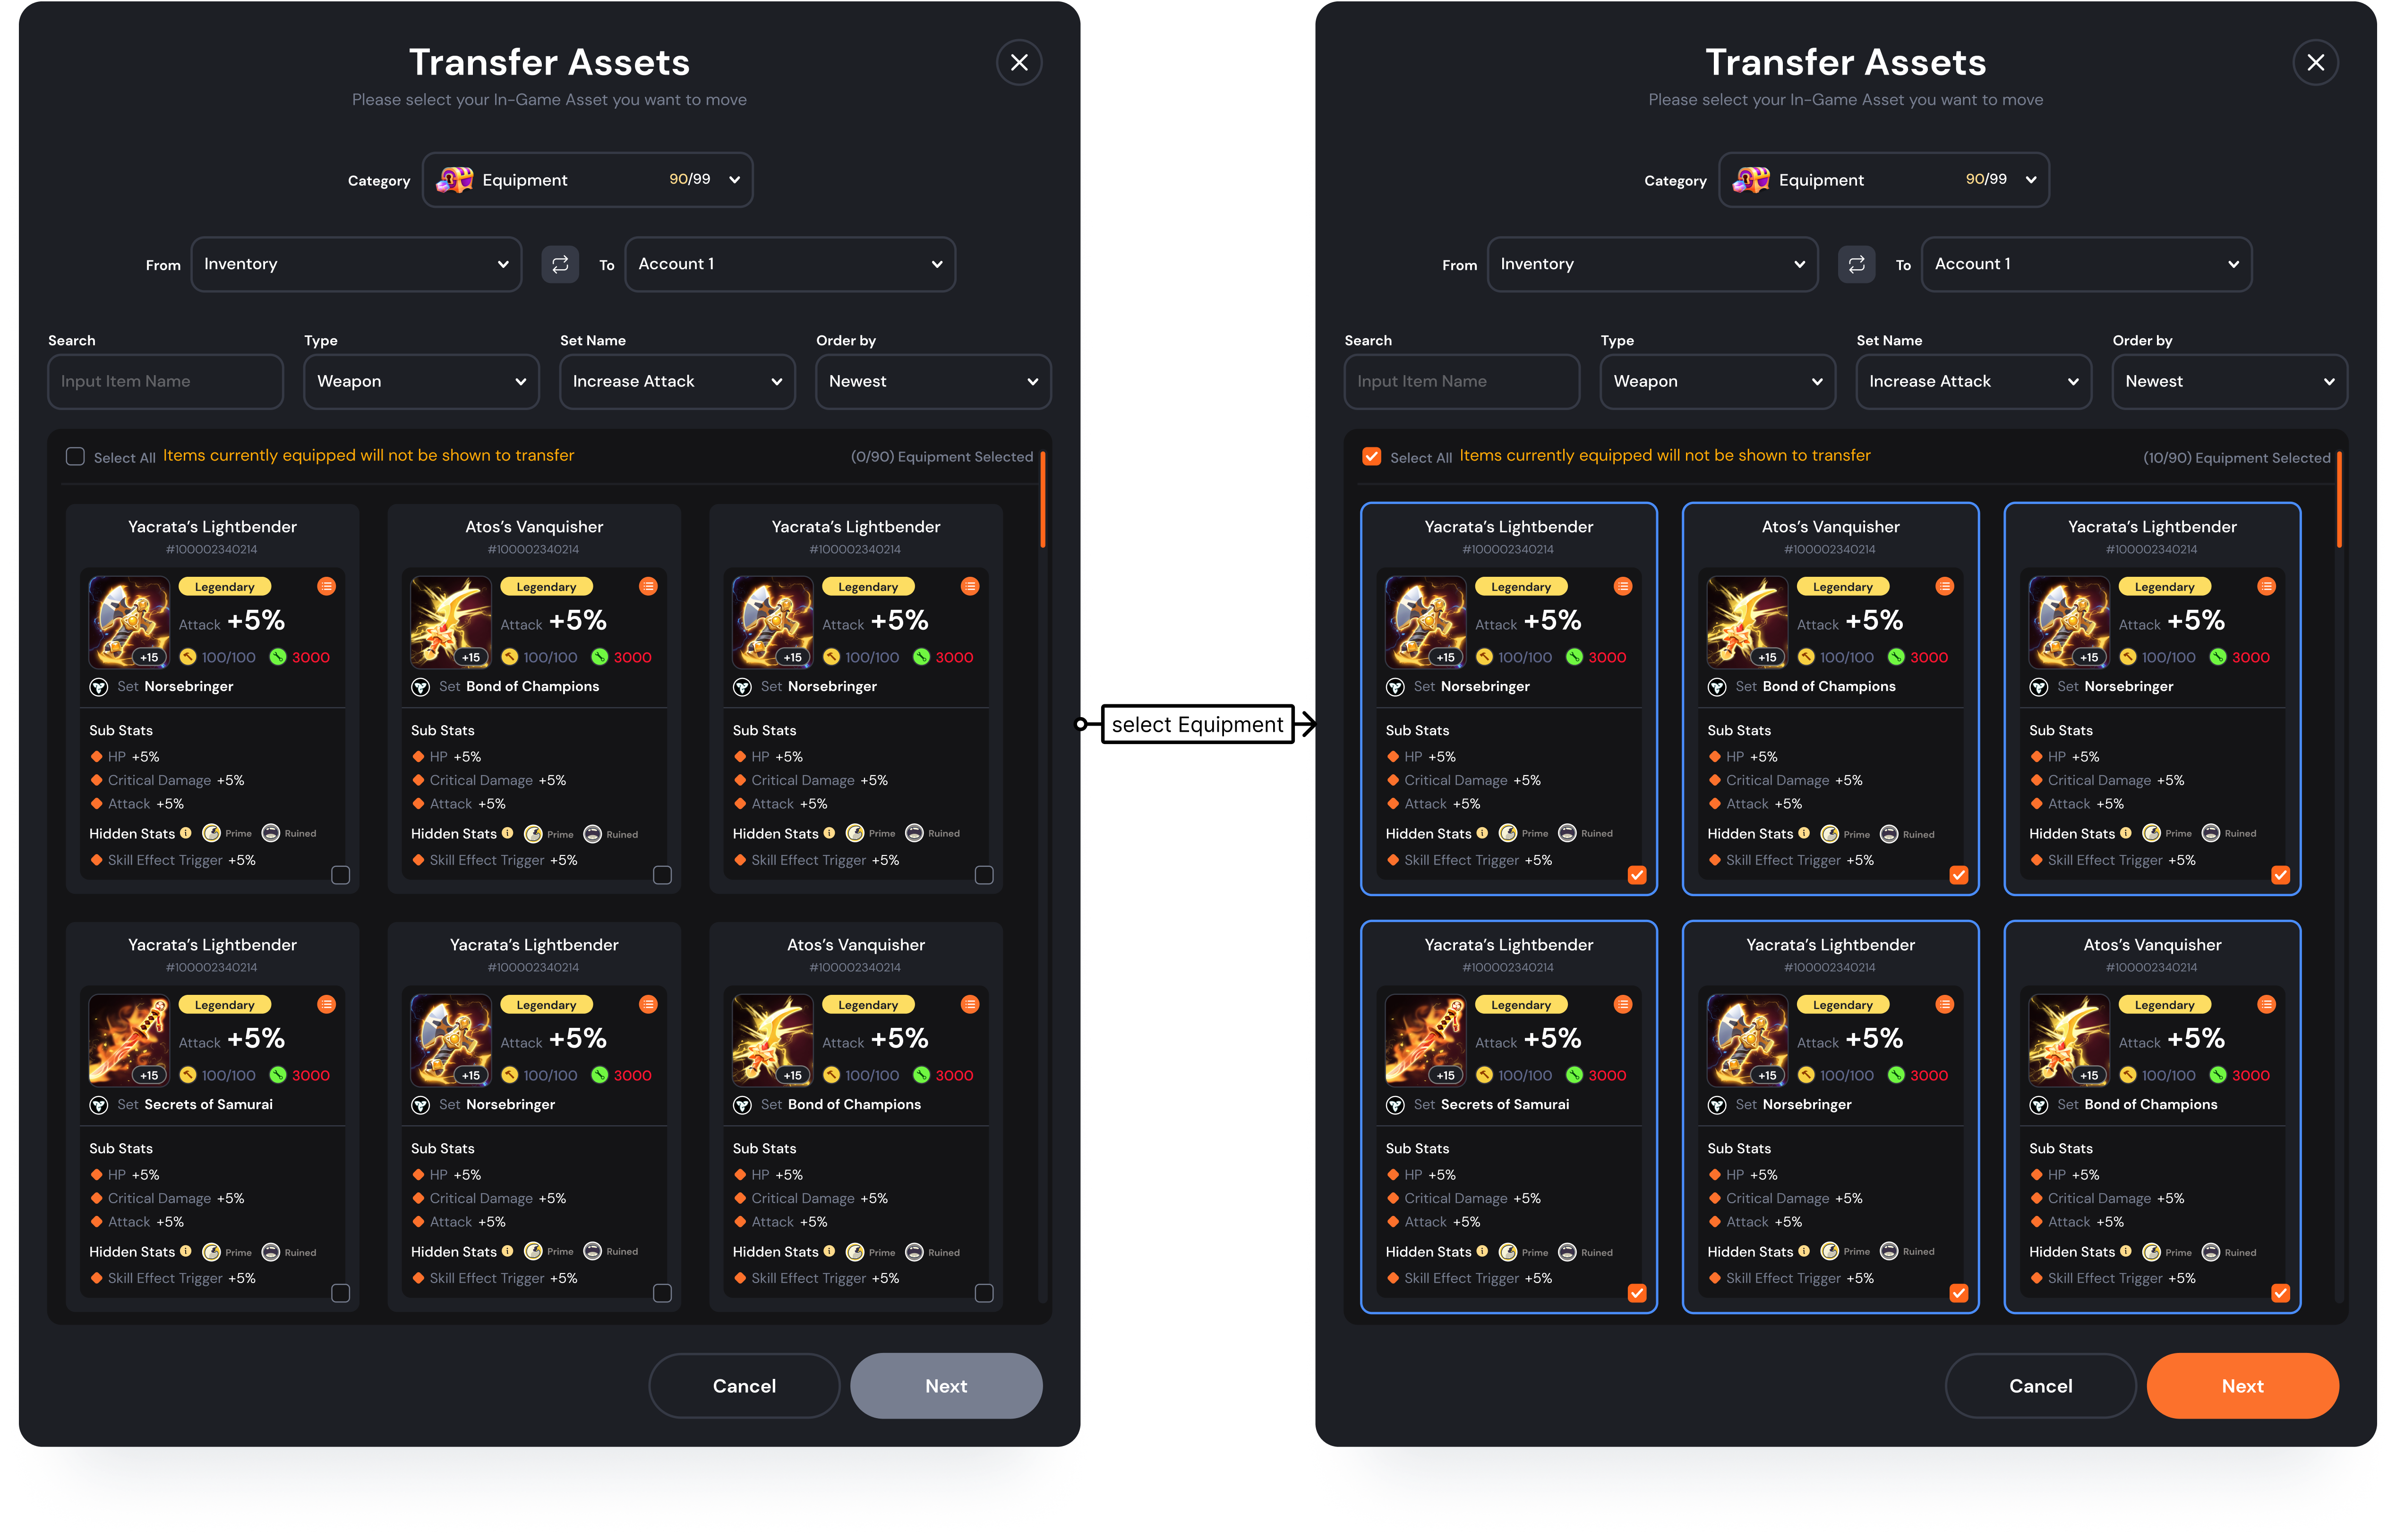 Transfer Assets
Please select your In-Game Asset you want to move
Category Equipment 90/99
From Inventory To Account 1
Search Type Set Name Order by
Input Item Name Weapon Increase Attack Newest
Select All Items currently equipped will not be shown to transfer (0/90) Equipment Selected
Yacrata’s Lightbender
#100002340214
Legendary
Attack +5%
+15 100/100 3000
Set Norsebringer
Sub Stats
HP +5%
Critical Damage +5%
Attack +5%
Hidden Stats i Prime Ruined
Skill Effect Trigger +5%
Atos’s Vanquisher
#100002340214
Legendary
Attack +5%
+15 100/100 3000
Set Bond of Champions
Sub Stats
HP +5%
Critical Damage +5%
Attack +5%
Hidden Stats i Prime Ruined
Skill Effect Trigger +5%
Yacrata’s Lightbender
#100002340214
Legendary
Attack +5%
+15 100/100 3000
Set Norsebringer
Sub Stats
HP +5%
Critical Damage +5%
Attack +5%
Hidden Stats i Prime Ruined
Skill Effect Trigger +5%
Yacrata’s Lightbender
#100002340214
Legendary
Attack +5%
+15 100/100 3000
Set Secrets of Samurai
Sub Stats
HP +5%
Critical Damage +5%
Attack +5%
Hidden Stats i Prime Ruined
Skill Effect Trigger +5%
Yacrata’s Lightbender
#100002340214
Legendary
Attack +5%
+15 100/100 3000
Set Norsebringer
Sub Stats
HP +5%
Critical Damage +5%
Attack +5%
Hidden Stats i Prime Ruined
Skill Effect Trigger +5%
Atos’s Vanquisher
#100002340214
Legendary
Attack +5%
+15 100/100 3000
Set Bond of Champions
Sub Stats
HP +5%
Critical Damage +5%
Attack +5%
Hidden Stats i Prime Ruined
Skill Effect Trigger +5%
Cancel Next
select Equipment
Transfer Assets
Please select your In-Game Asset you want to move
Category Equipment 90/99
From Inventory To Account 1
Search Type Set Name Order by
Input Item Name Weapon Increase Attack Newest
Select All Items currently equipped will not be shown to transfer (10/90) Equipment Selected
Yacrata’s Lightbender
#100002340214
Legendary
Attack +5%
+15 100/100 3000
Set Norsebringer
Sub Stats
HP +5%
Critical Damage +5%
Attack +5%
Hidden Stats i Prime Ruined
Skill Effect Trigger +5%
Atos’s Vanquisher
#100002340214
Legendary
Attack +5%
+15 100/100 3000
Set Bond of Champions
Sub Stats
HP +5%
Critical Damage +5%
Attack +5%
Hidden Stats i Prime Ruined
Skill Effect Trigger +5%
Yacrata’s Lightbender
#100002340214
Legendary
Attack +5%
+15 100/100 3000
Set Norsebringer
Sub Stats
HP +5%
Critical Damage +5%
Attack +5%
Hidden Stats i Prime Ruined
Skill Effect Trigger +5%
Yacrata’s Lightbender
#100002340214
Legendary
Attack +5%
+15 100/100 3000
Set Secrets of Samurai
Sub Stats
HP +5%
Critical Damage +5%
Attack +5%
Hidden Stats i Prime Ruined
Skill Effect Trigger +5%
Yacrata’s Lightbender
#100002340214
Legendary
Attack +5%
+15 100/100 3000
Set Norsebringer
Sub Stats
HP +5%
Critical Damage +5%
Attack +5%
Hidden Stats i Prime Ruined
Skill Effect Trigger +5%
Atos’s Vanquisher
#100002340214
Legendary
Attack +5%
+15 100/100 3000
Set Bond of Champions
Sub Stats
HP +5%
Critical Damage +5%
Attack +5%
Hidden Stats i Prime Ruined
Skill Effect Trigger +5%
Cancel Next